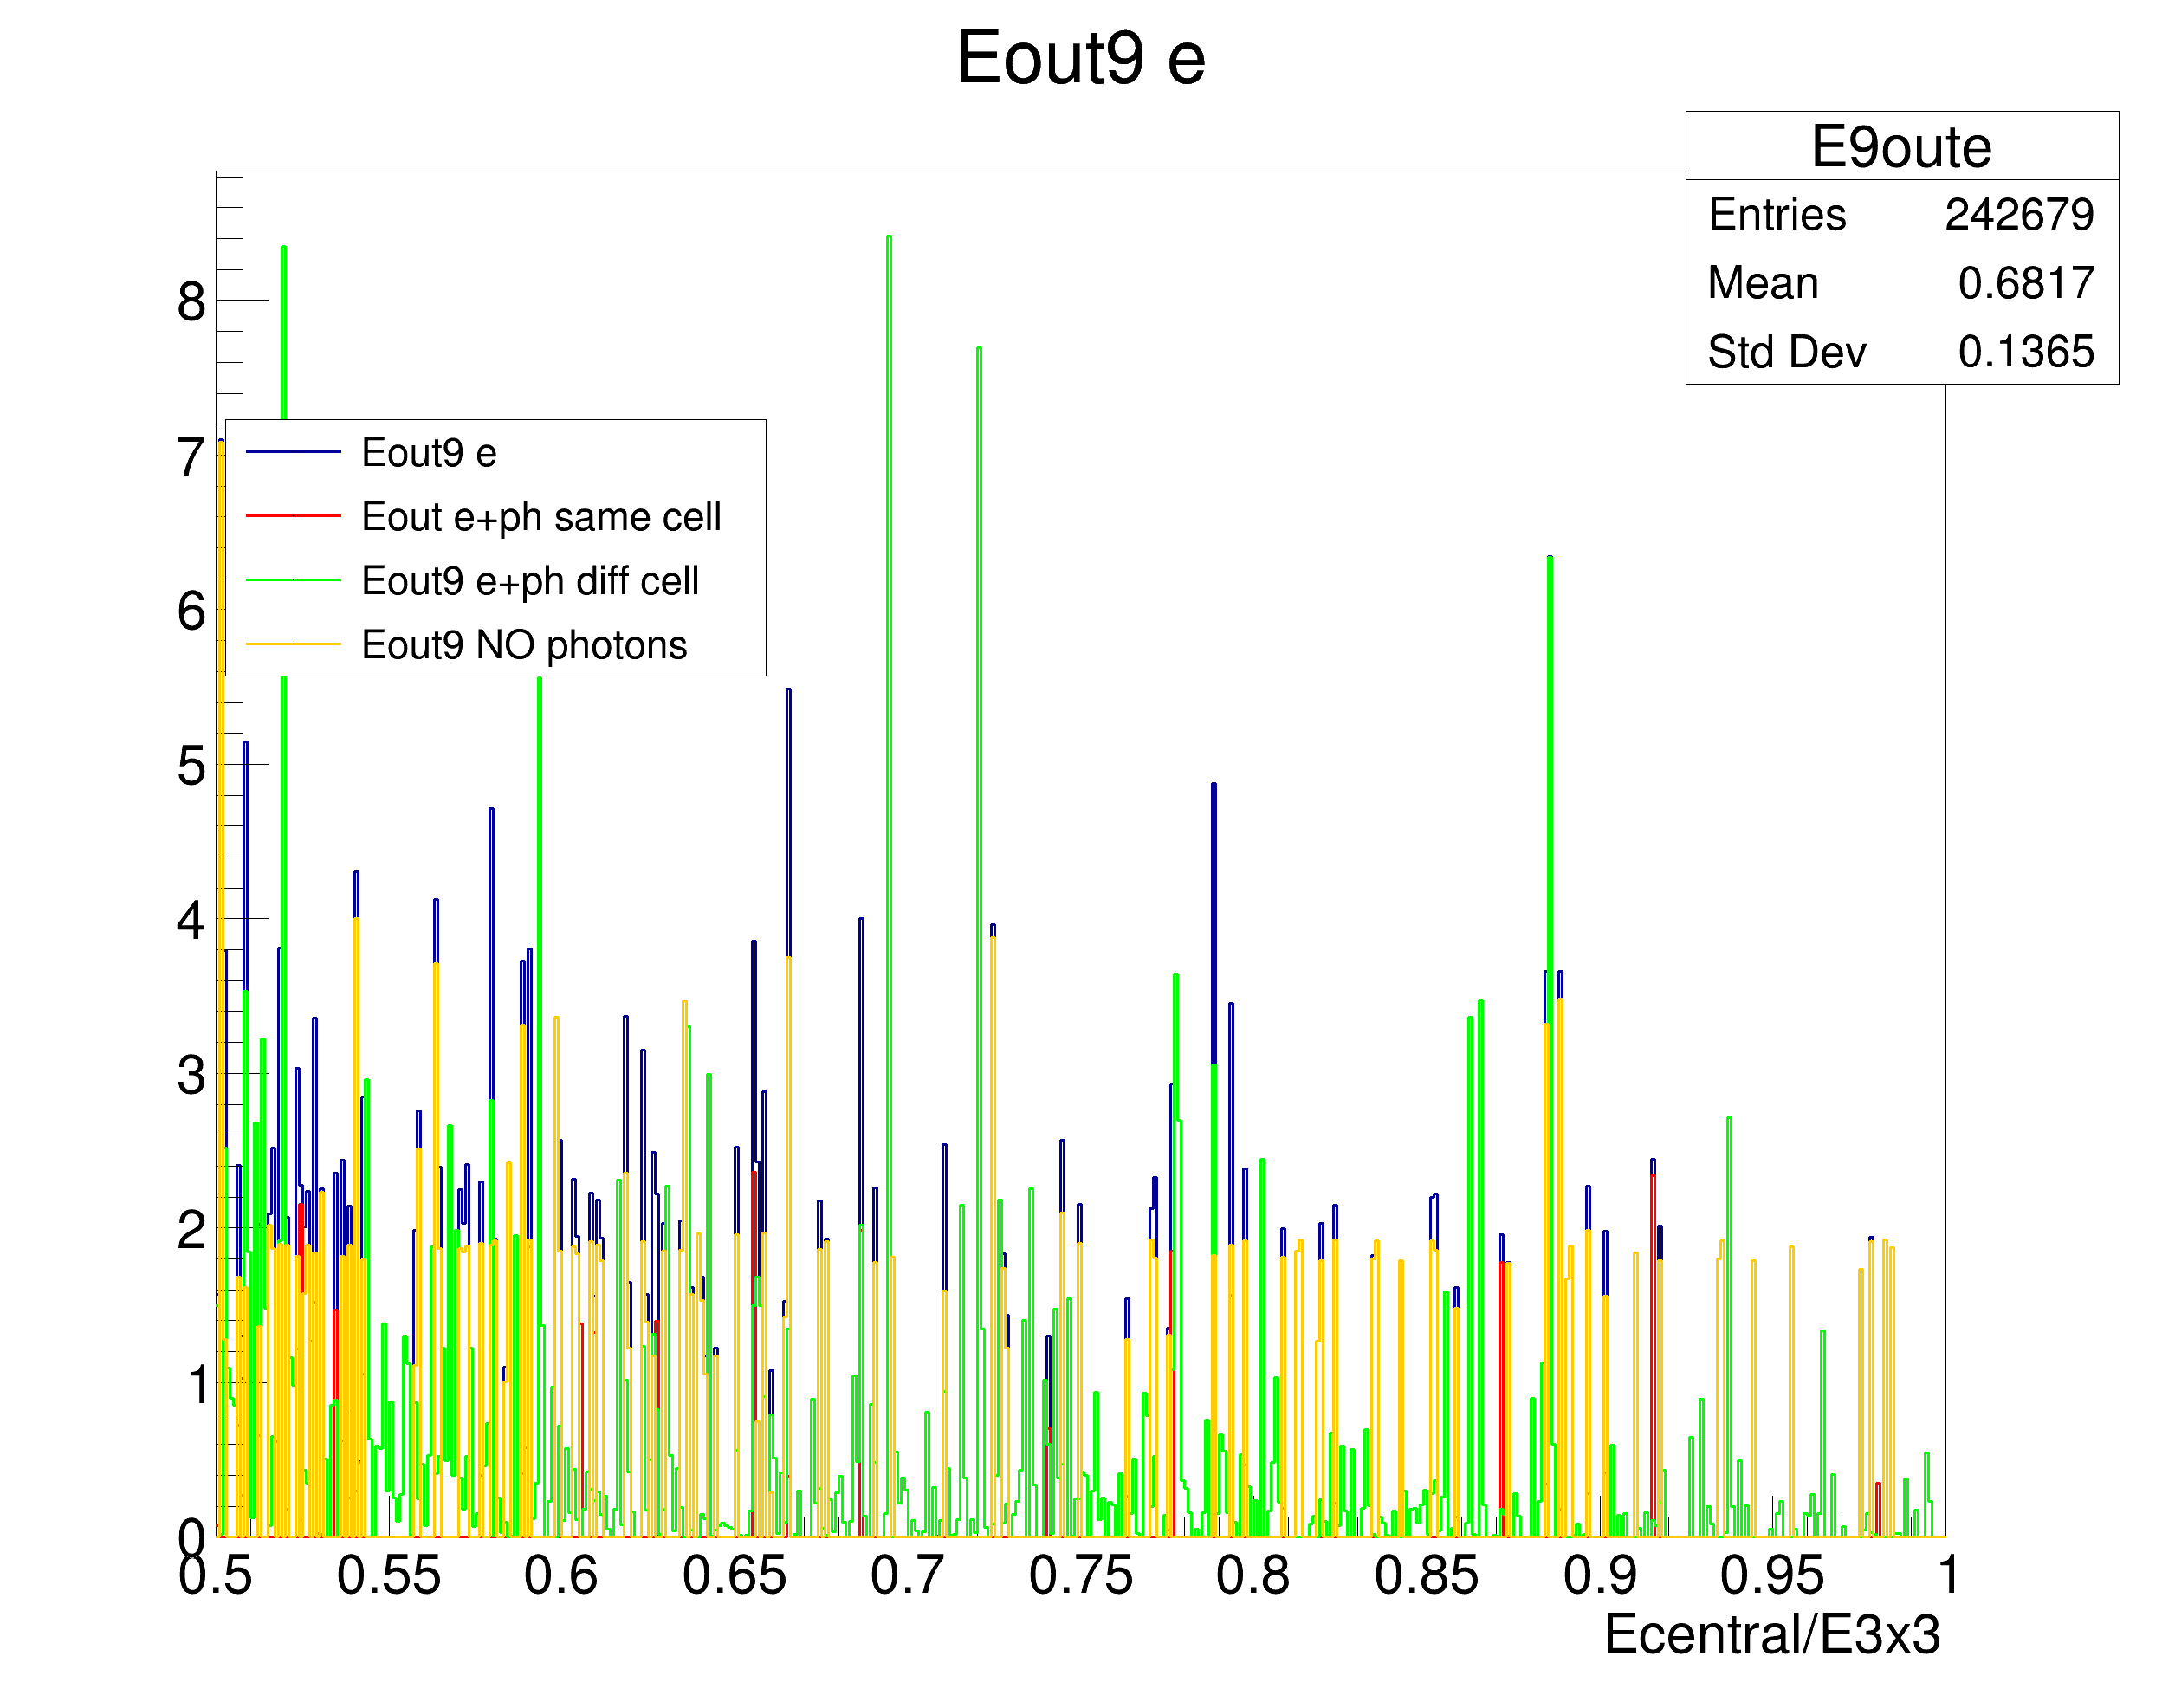 Eout9 e
E9oute
Entries 242679
Mean 0.6817
Std Dev 0.1365
Eout9 e
Eout e+ph same cell
Eout9 e+ph diff cell
Eout9 NO photons
8
7
6
5
4
3
2
1
0
0.5 0.55 0.6 0.65 0.7 0.75 0.8 0.85 0.9 0.95 1
Ecentral/E3x3